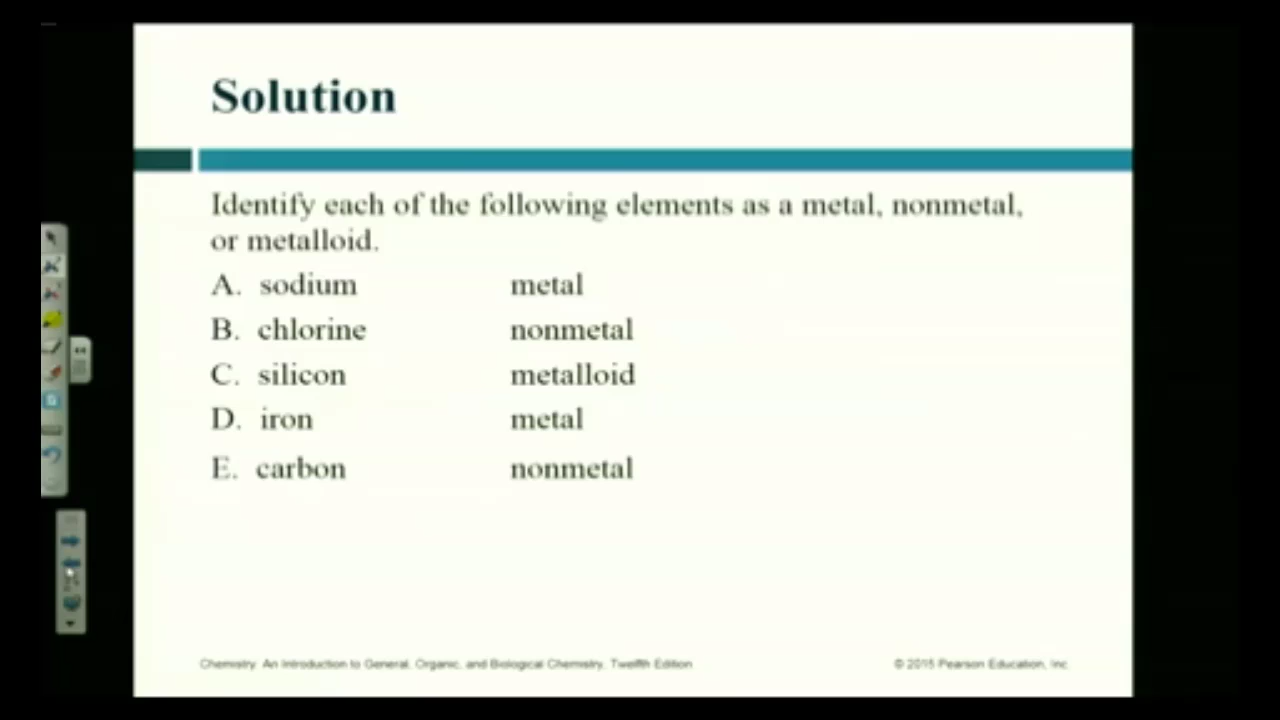 Solution
Identify each of the following elements as a metal, nonmetal,
or metalloid.
A. sodium metal
B. chlorine nonmetal
C. silicon metalloid
D. iron metal
E. carbon nonmetal
Chemistry: An Introduction to General, Organic, and Biological Chemistry, Twelfth Edition © 2015 Pearson Education, Inc.